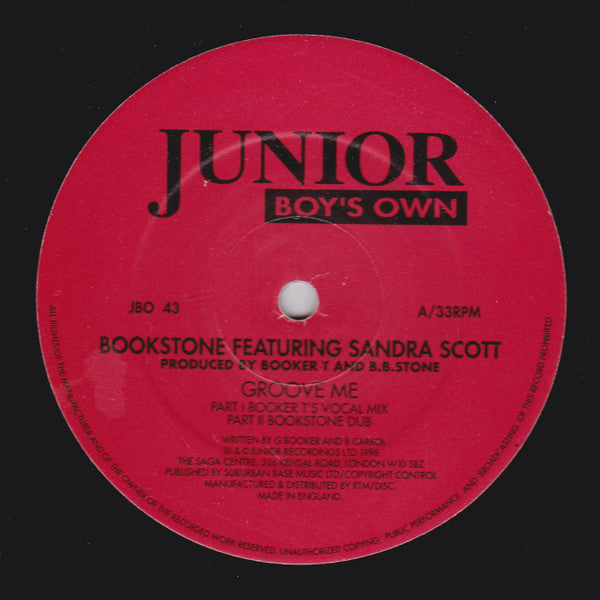 JUNIOR
BOY'S OWN
JBO 43
A/33RPM
BOOKSTONE FEATURING SANDRA SCOTT
PRODUCED BY BOOKER T AND B.B.STONE
GROOVE ME
PART I BOOKER T'S VOCAL MIX
PART II BOOKSTONE DUB
WRITTEN BY G.BOOKER AND B.CARROL
℗ & © JUNIOR RECORDINGS LTD 1996
THE SAGA CENTRE, 326 KENSAL ROAD, LONDON W10 5BZ
PUBLISHED BY SUBURBAN BASE MUSIC LTD/COPYRIGHT CONTROL
MANUFACTURED & DISTRIBUTED BY RTM/DISC.
MADE IN ENGLAND.
ALL RIGHTS OF THE MANUFACTURER AND OF THE OWNER OF THE RECORDED WORK RESERVED. UNAUTHORIZED COPYING, PUBLIC PERFORMANCE AND BROADCASTING OF THIS RECORD PROHIBITED.